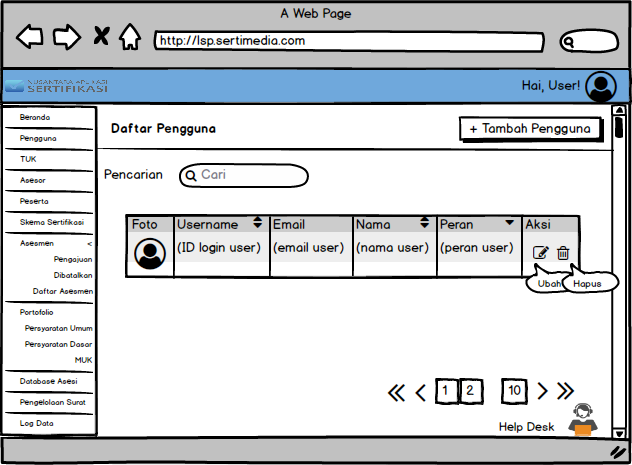 A Web Page
http://lsp.sertimedia.com
NUSANTARA APLIKASI
SERTIFIKASI
Hai, User!
Beranda
Pengguna
TUK
Asesor
Peserta
Skema Sertifikasi
Asesmen <
Pengajuan
Dibatalkan
Daftar Asesmen
Portofolio
Persyaratan Umum
Persyaratan Dasar
MUK
Database Asesi
Pengelolaan Surat
Log Data
Daftar Pengguna
+ Tambah Pengguna
Pencarian
Cari
Foto Username Email Nama Peran Aksi
(ID login user) (email user) (nama user) (peran user)
Ubah Hapus
1 2 10
Help Desk